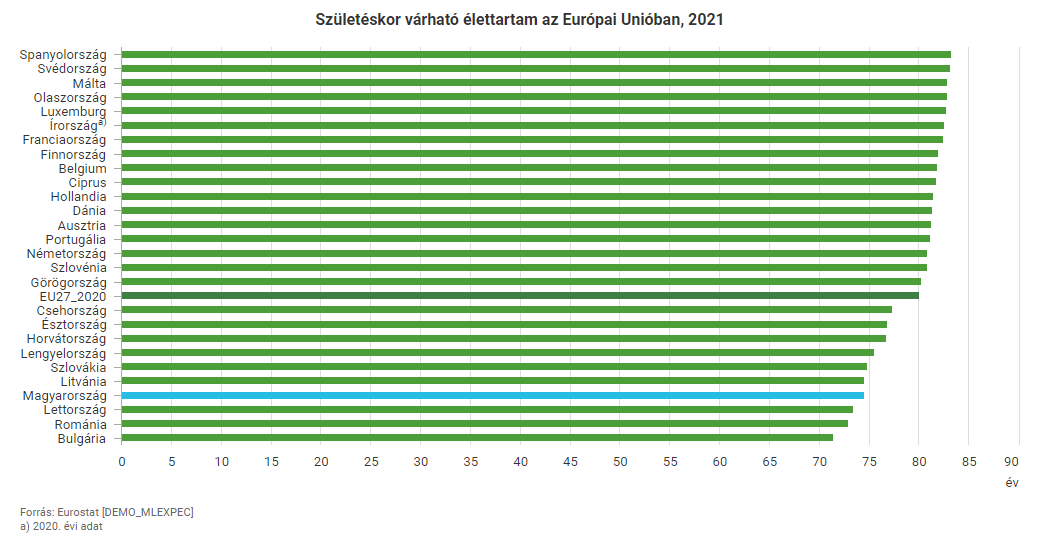 Születéskor várható élettartam az Európai Unióban, 2021
Spanyolország
Svédország
Málta
Olaszország
Luxemburg
Írország a)
Franciaország
Finnország
Belgium
Ciprus
Hollandia
Dánia
Ausztria
Portugália
Németország
Szlovénia
Görögország
EU27_2020
Csehország
Észtország
Horvátország
Lengyelország
Szlovákia
Litvánia
Magyarország
Lettország
Románia
Bulgária
0 5 10 15 20 25 30 35 40 45 50 55 60 65 70 75 80 85 90
év
Forrás: Eurostat [DEMO_MLEXPEC]
a) 2020. évi adat